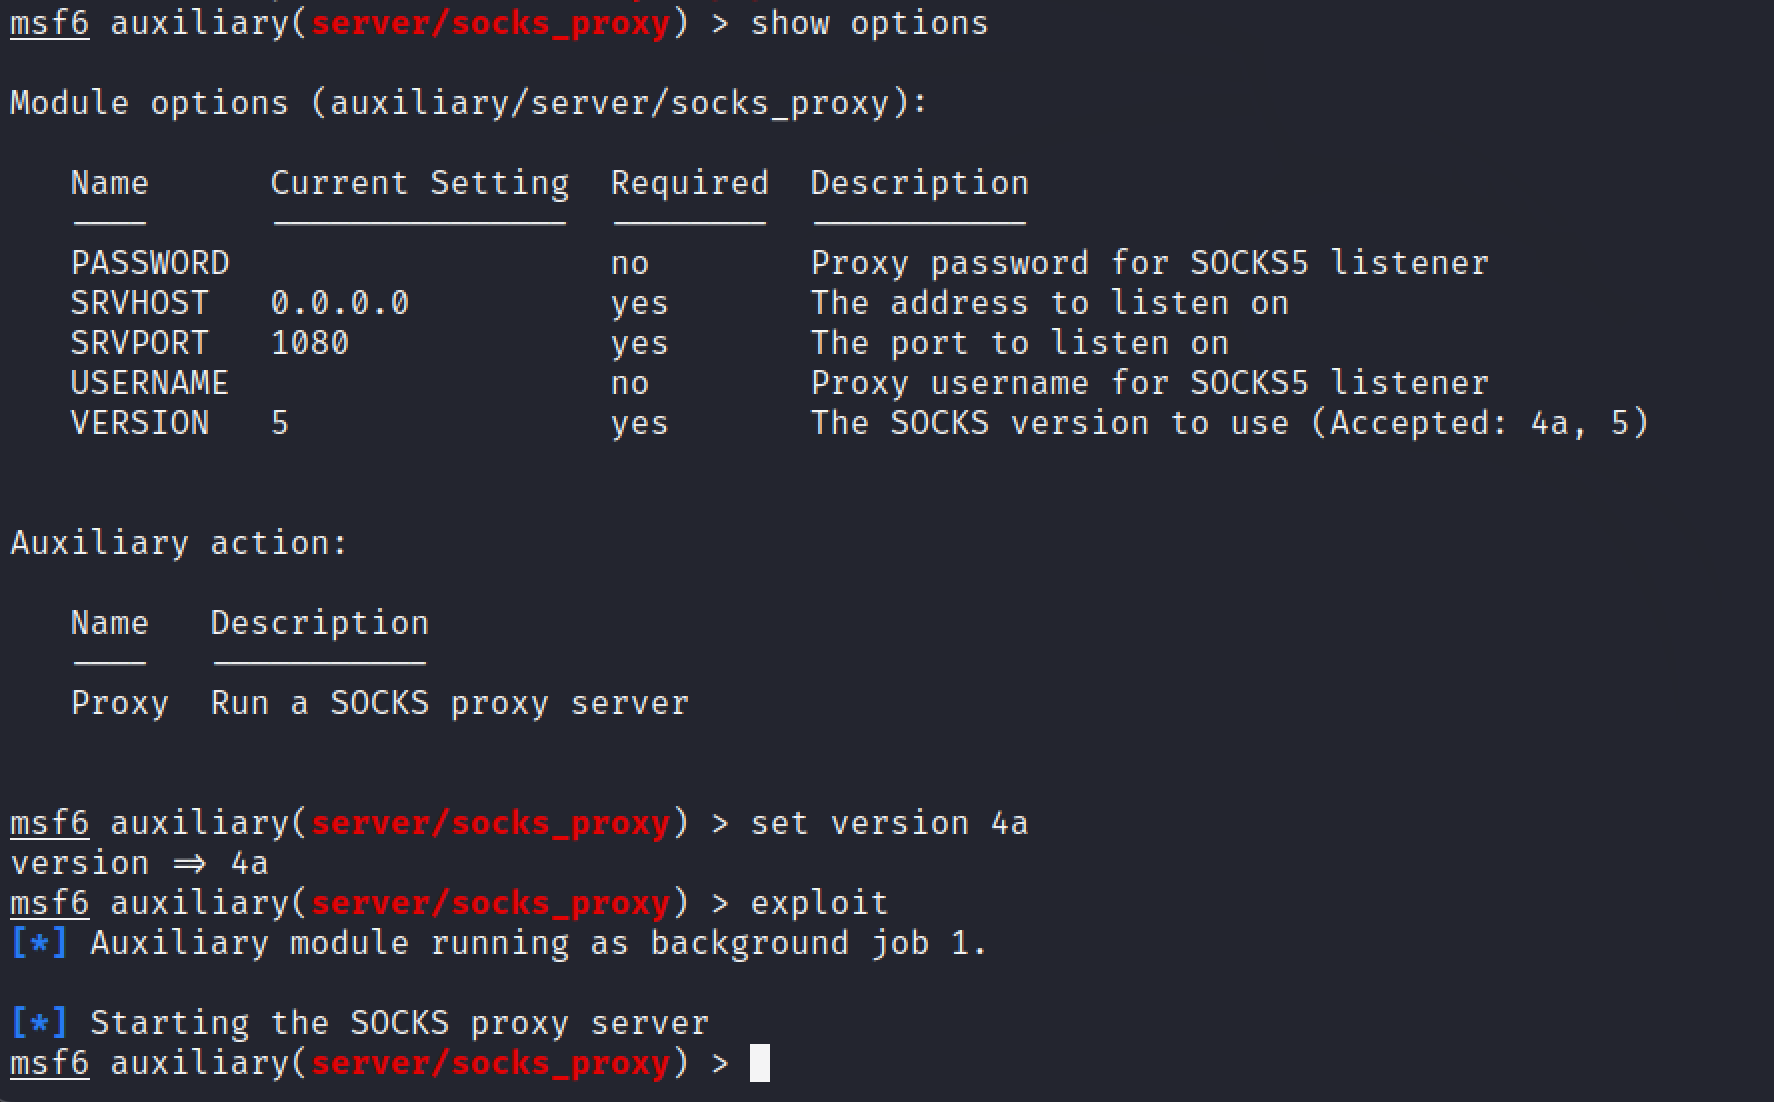 msf6 auxiliary(server/socks_proxy) > show options
Module options (auxiliary/server/socks_proxy):
Name Current Setting Required Description
PASSWORD no Proxy password for SOCKS5 listener
SRVHOST 0.0.0.0 yes The address to listen on
SRVPORT 1080 yes The port to listen on
USERNAME no Proxy username for SOCKS5 listener
VERSION 5 yes The SOCKS version to use (Accepted: 4a, 5)
Auxiliary action:
Name Description
Proxy Run a SOCKS proxy server
msf6 auxiliary(server/socks_proxy) > set version 4a
version ⇒ 4a
msf6 auxiliary(server/socks_proxy) > exploit
[*] Auxiliary module running as background job 1.
[*] Starting the SOCKS proxy server
msf6 auxiliary(server/socks_proxy) >